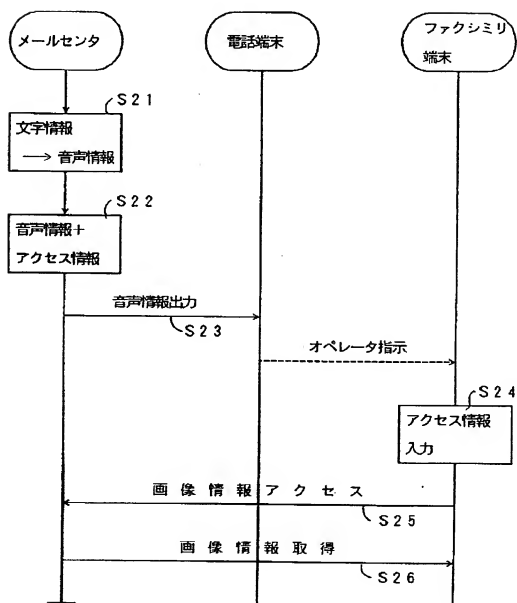 メールセンタ
電話端末
ファクシミリ
端末
S21
文字情報
→ 音声情報
S22
音声情報+
アクセス情報
音声情報出力
S23
オペレータ指示
S24
アクセス情報
入力
画像情報アクセス
S25
画像情報取得
S26